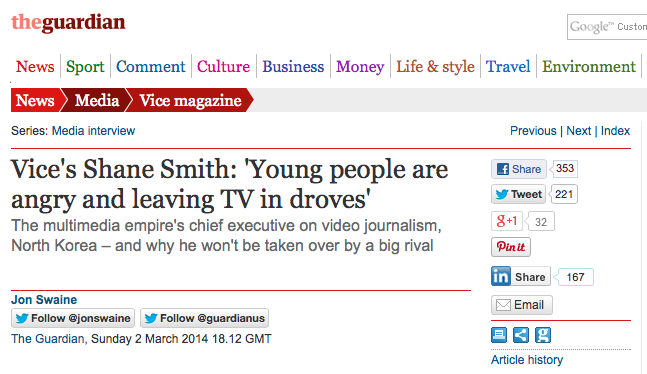 theguardian
Google™ Custom
News Sport Comment Culture Business Money Life & style Travel Environment
News Media Vice magazine
Series: Media interview
Previous | Next | Index
Vice's Shane Smith: 'Young people are
angry and leaving TV in droves'
The multimedia empire's chief executive on video journalism,
North Korea – and why he won't be taken over by a big rival
Share 353
Tweet 221
g+1 32
Pin it
in Share 167
Email
Jon Swaine
Follow @jonswaine Follow @guardianus
The Guardian, Sunday 2 March 2014 18.12 GMT
Article history